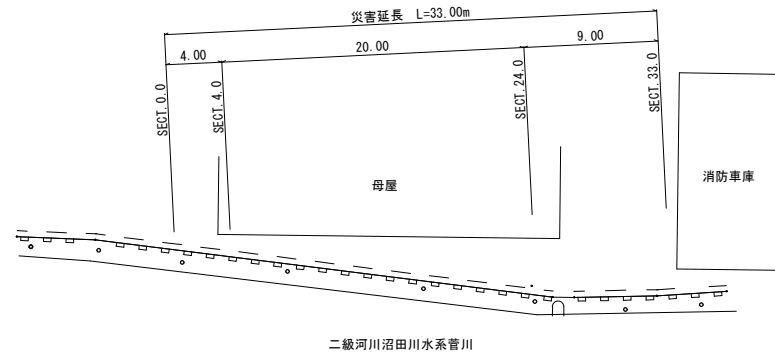 災害延長 L=33.00m
4.00
20.00
9.00
SECT.0.0
SECT.4.0
SECT.24.0
SECT.33.0
母屋
消防車庫
二級河川沼田川水系菅川